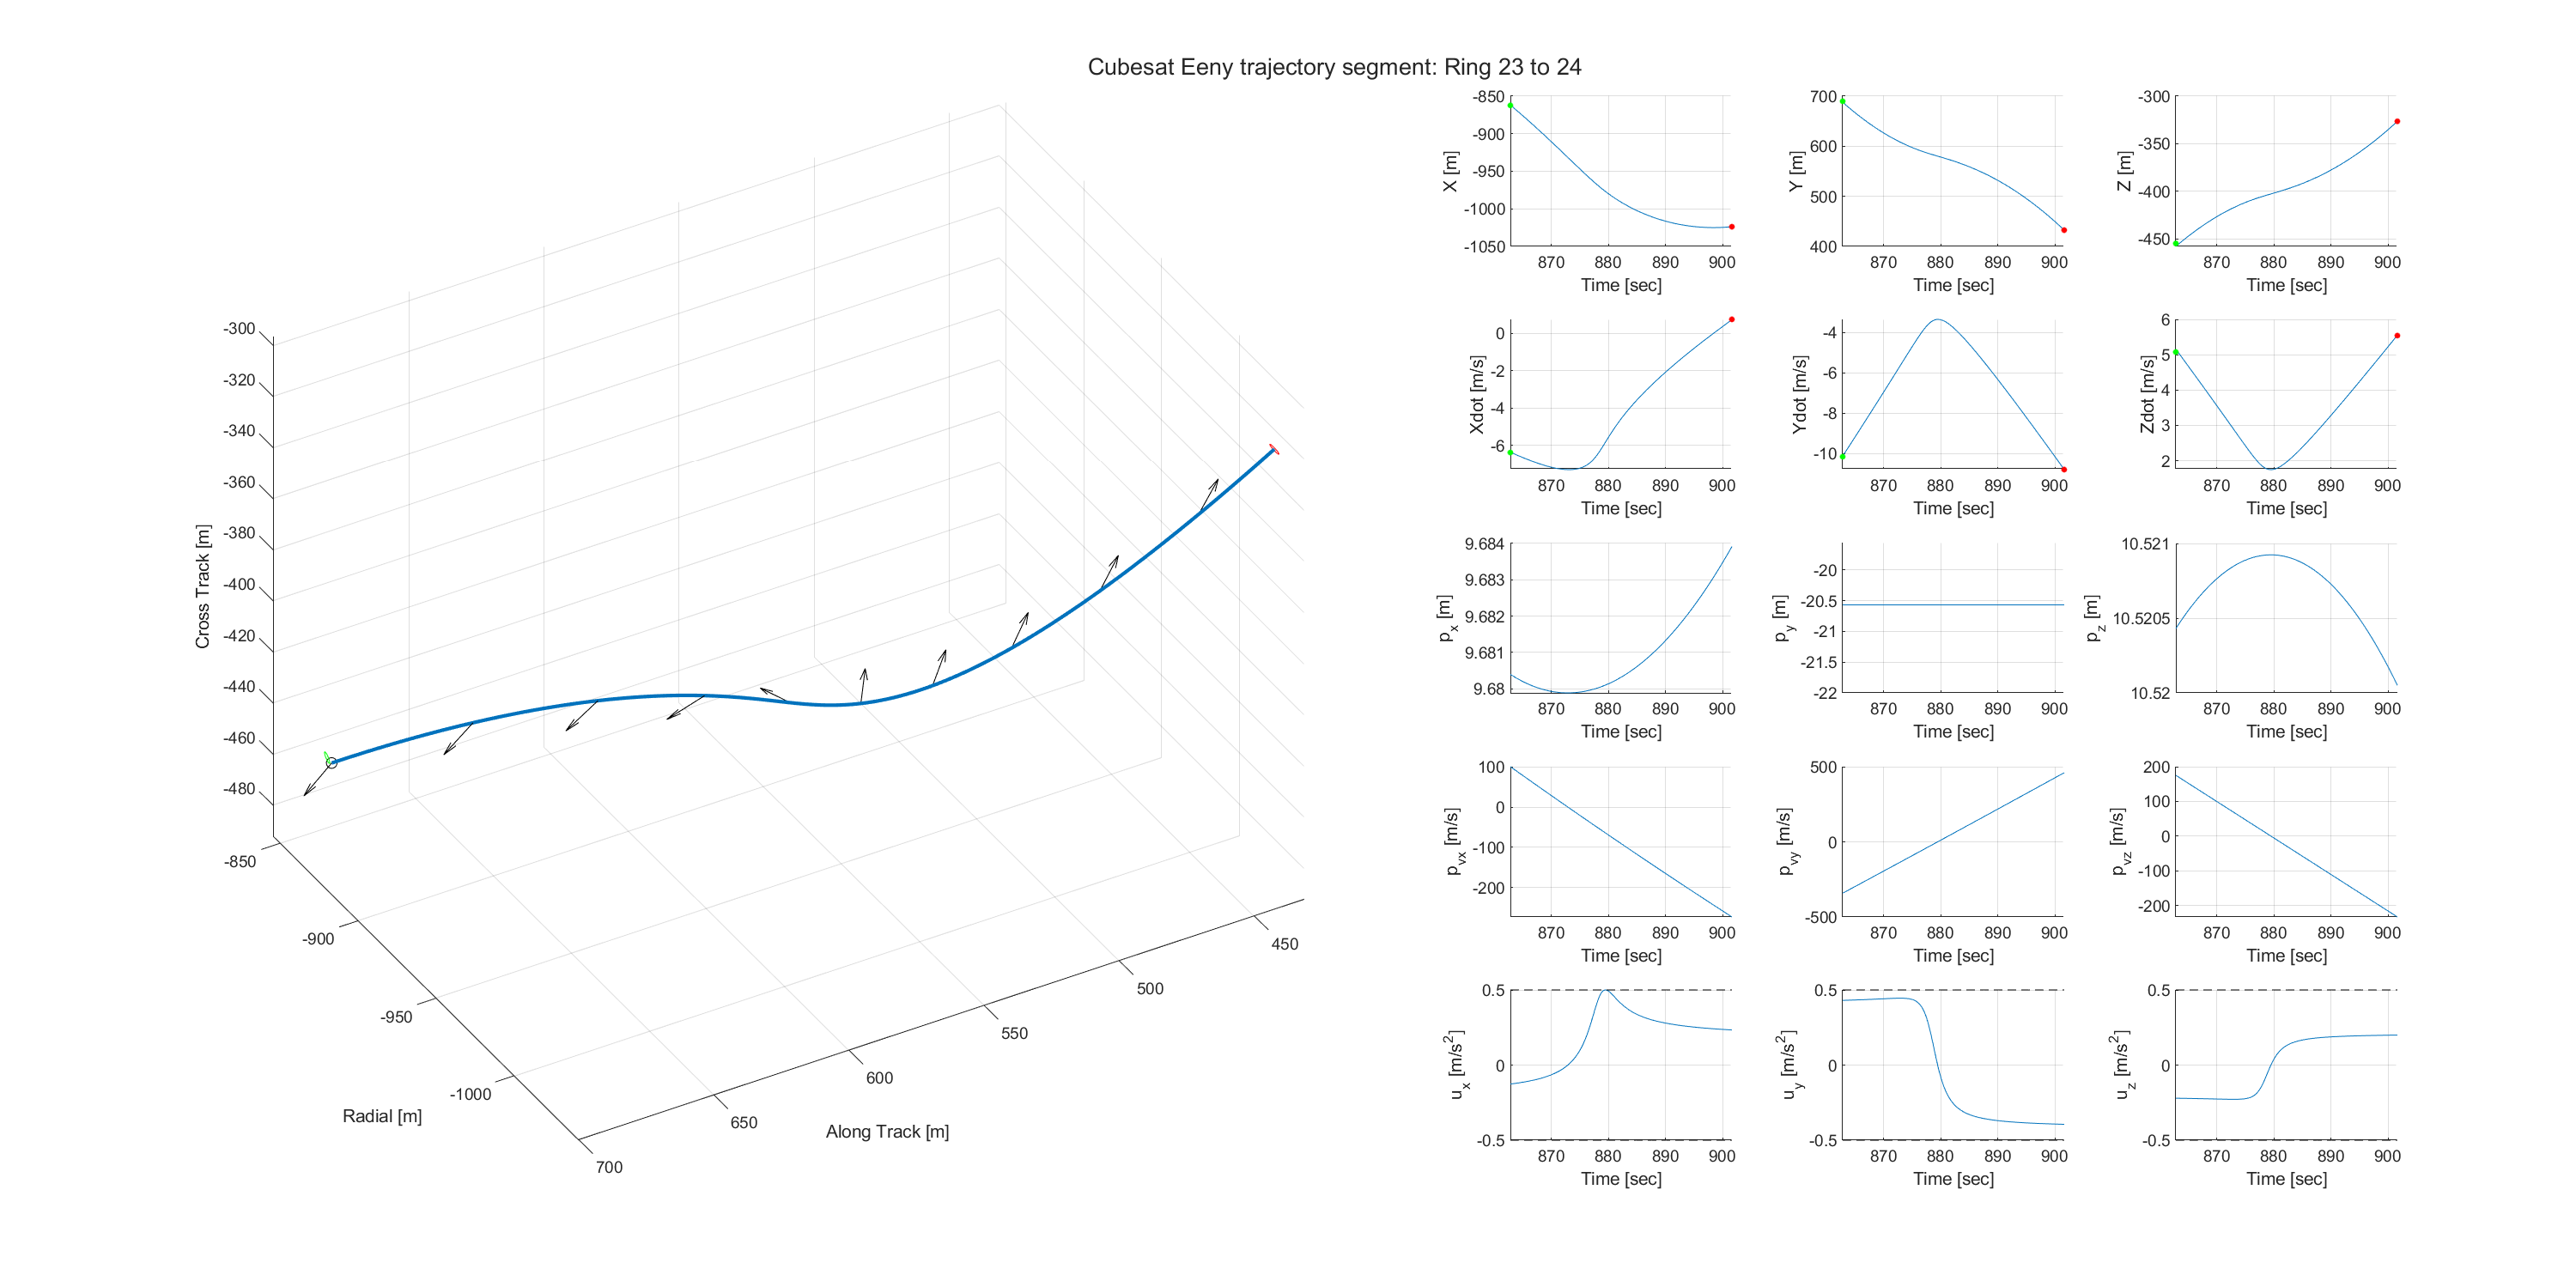 Cubesat Eeny trajectory segment: Ring 23 to 24
-300
-320
-340
-360
-380
-400
-420
-440
-460
-480
Cross Track [m]
-850
-900
-950
-1000
Radial [m]
700
650
600
550
500
450
Along Track [m]
-850
-900
-950
-1000
-1050
X [m]
870 880 890 900
Time [sec]
700
600
500
400
Y [m]
870 880 890 900
Time [sec]
-300
-350
-400
-450
Z [m]
870 880 890 900
Time [sec]
0
-2
-4
-6
Xdot [m/s]
870 880 890 900
Time [sec]
-4
-6
-8
-10
Ydot [m/s]
870 880 890 900
Time [sec]
6
5
4
3
2
Zdot [m/s]
870 880 890 900
Time [sec]
9.684
9.683
9.682
9.681
9.68
p_x [m]
870 880 890 900
Time [sec]
-20
-20.5
-21
-21.5
-22
p_y [m]
870 880 890 900
Time [sec]
10.521
10.5205
10.52
p_z [m]
870 880 890 900
Time [sec]
100
0
-100
-200
p_vx [m/s]
870 880 890 900
Time [sec]
500
0
-500
p_vy [m/s]
870 880 890 900
Time [sec]
200
100
0
-100
-200
p_vz [m/s]
870 880 890 900
Time [sec]
0.5
0
-0.5
u_x [m/s²]
870 880 890 900
Time [sec]
0.5
0
-0.5
u_y [m/s²]
870 880 890 900
Time [sec]
0.5
0
-0.5
u_z [m/s²]
870 880 890 900
Time [sec]